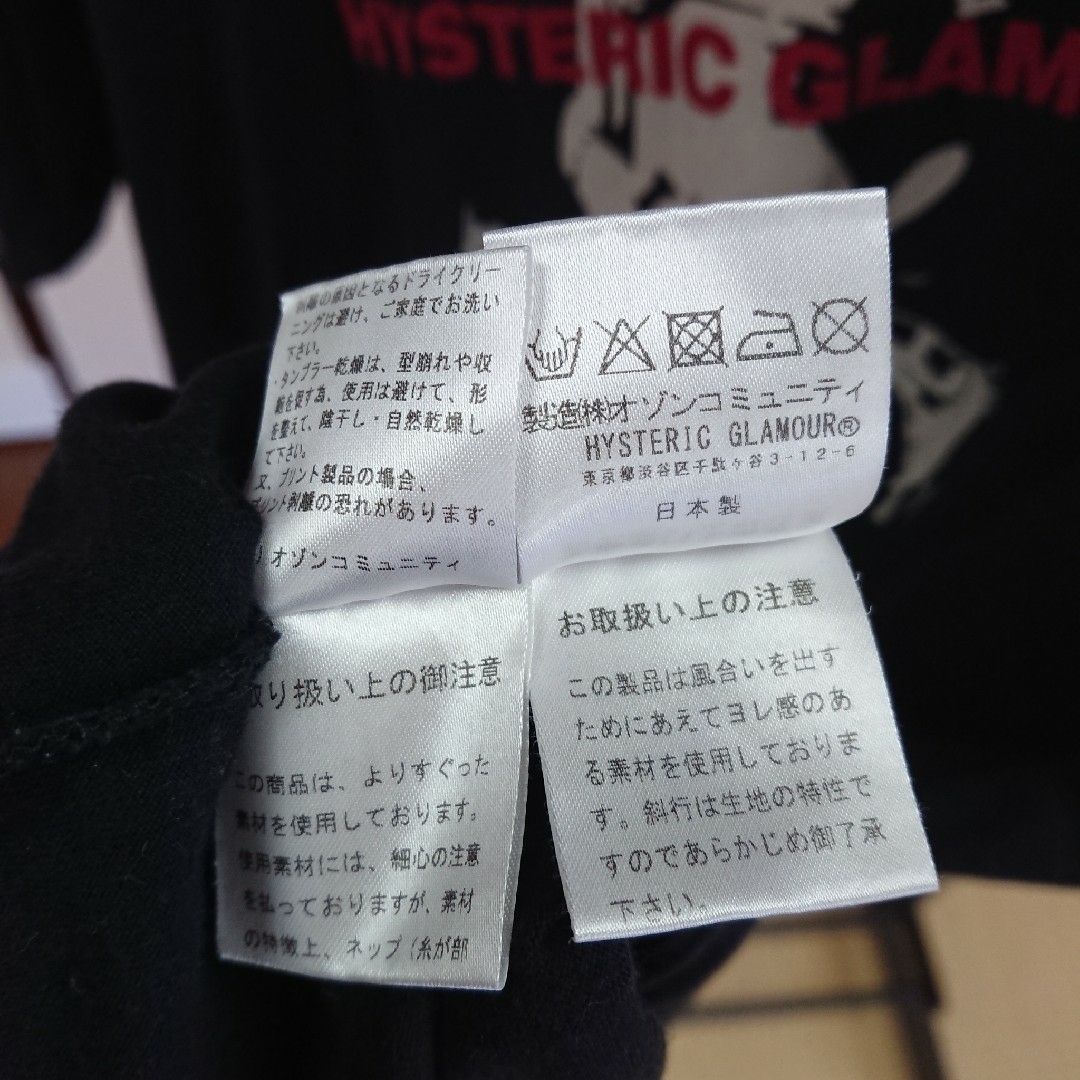 HYSTERIC GLAM
の原因となるドライクリー
ニングは避け、ご家庭でお洗い
下さい。
・タンブラー乾燥は、型崩れや収
縮を促す為、使用は避けて、形
を整えて、陰干し・自然乾燥し
て下さい。
又、プリント製品の場合、
プリント剥離の恐れがあります。
オゾンコミュニティ
製造㈱オゾンコミュニティ
HYSTERIC GLAMOUR®
東京都渋谷区千駄ケ谷3-12-6
日本製
取り扱い上の御注意
この商品は、よりすぐった
素材を使用しております。
使用素材には、細心の注意
を払っておりますが、素材
の特徴上、ネップ(糸が部
お取扱い上の注意
この製品は風合いを出す
ためにあえてヨレ感のあ
る素材を使用しておりま
す。斜行は生地の特性で
すのであらかじめ御了承
下さい。